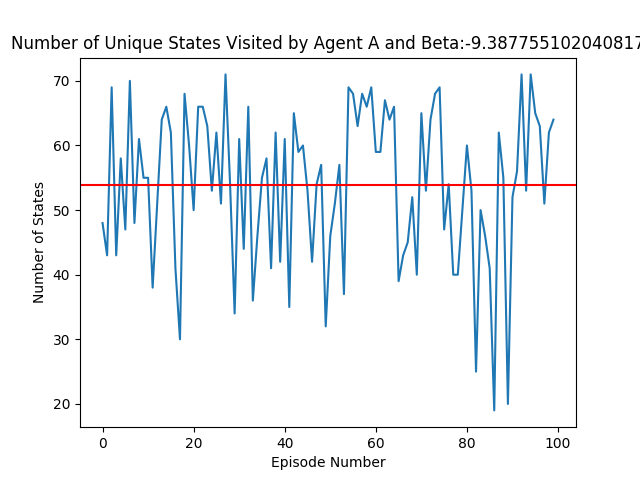 Number of Unique States Visited by Agent A and Beta:-9.387755102040817
70
60
50
40
30
20
Number of States
0 20 40 60 80 100
Episode Number